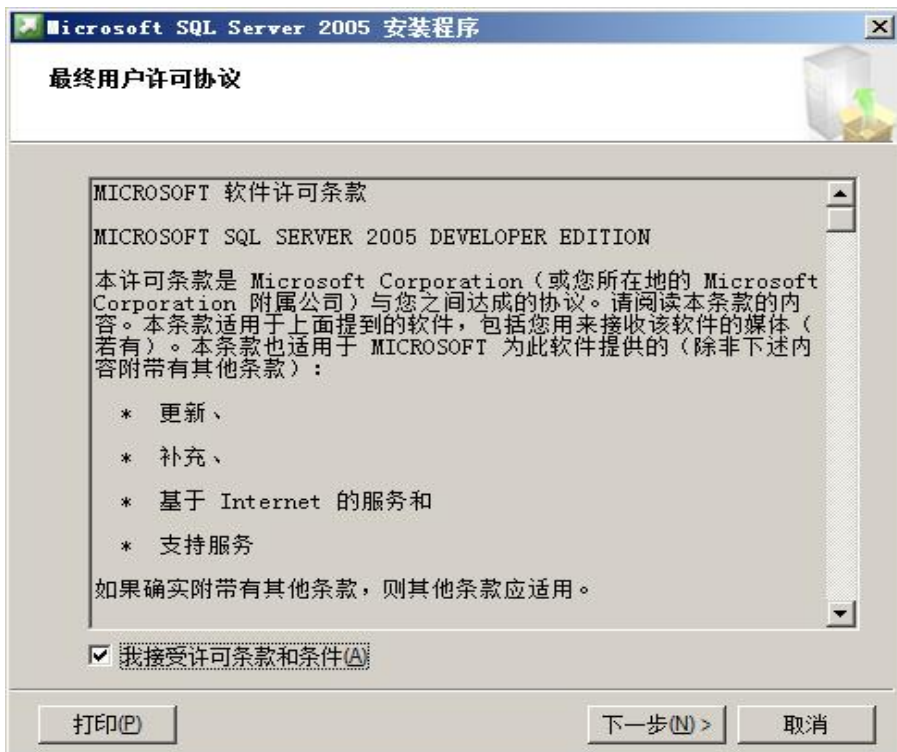 Microsoft SQL Server 2005 安装程序
最终用户许可协议
MICROSOFT 软件许可条款
MICROSOFT SQL SERVER 2005 DEVELOPER EDITION
本许可条款是 Microsoft Corporation（或您所在地的 Microsoft
Corporation 附属公司）与您之间达成的协议。请阅读本条款的内
容。本条款适用于上面提到的软件，包括您用来接收该软件的媒体（
若有）。本条款也适用于 MICROSOFT 为此软件提供的（除非下述内
容附带有其他条款）：
* 更新、
* 补充、
* 基于 Internet 的服务和
* 支持服务
如果确实附带有其他条款，则其他条款应适用。
我接受许可条款和条件(A)
打印(P)
下一步(N) >
取消